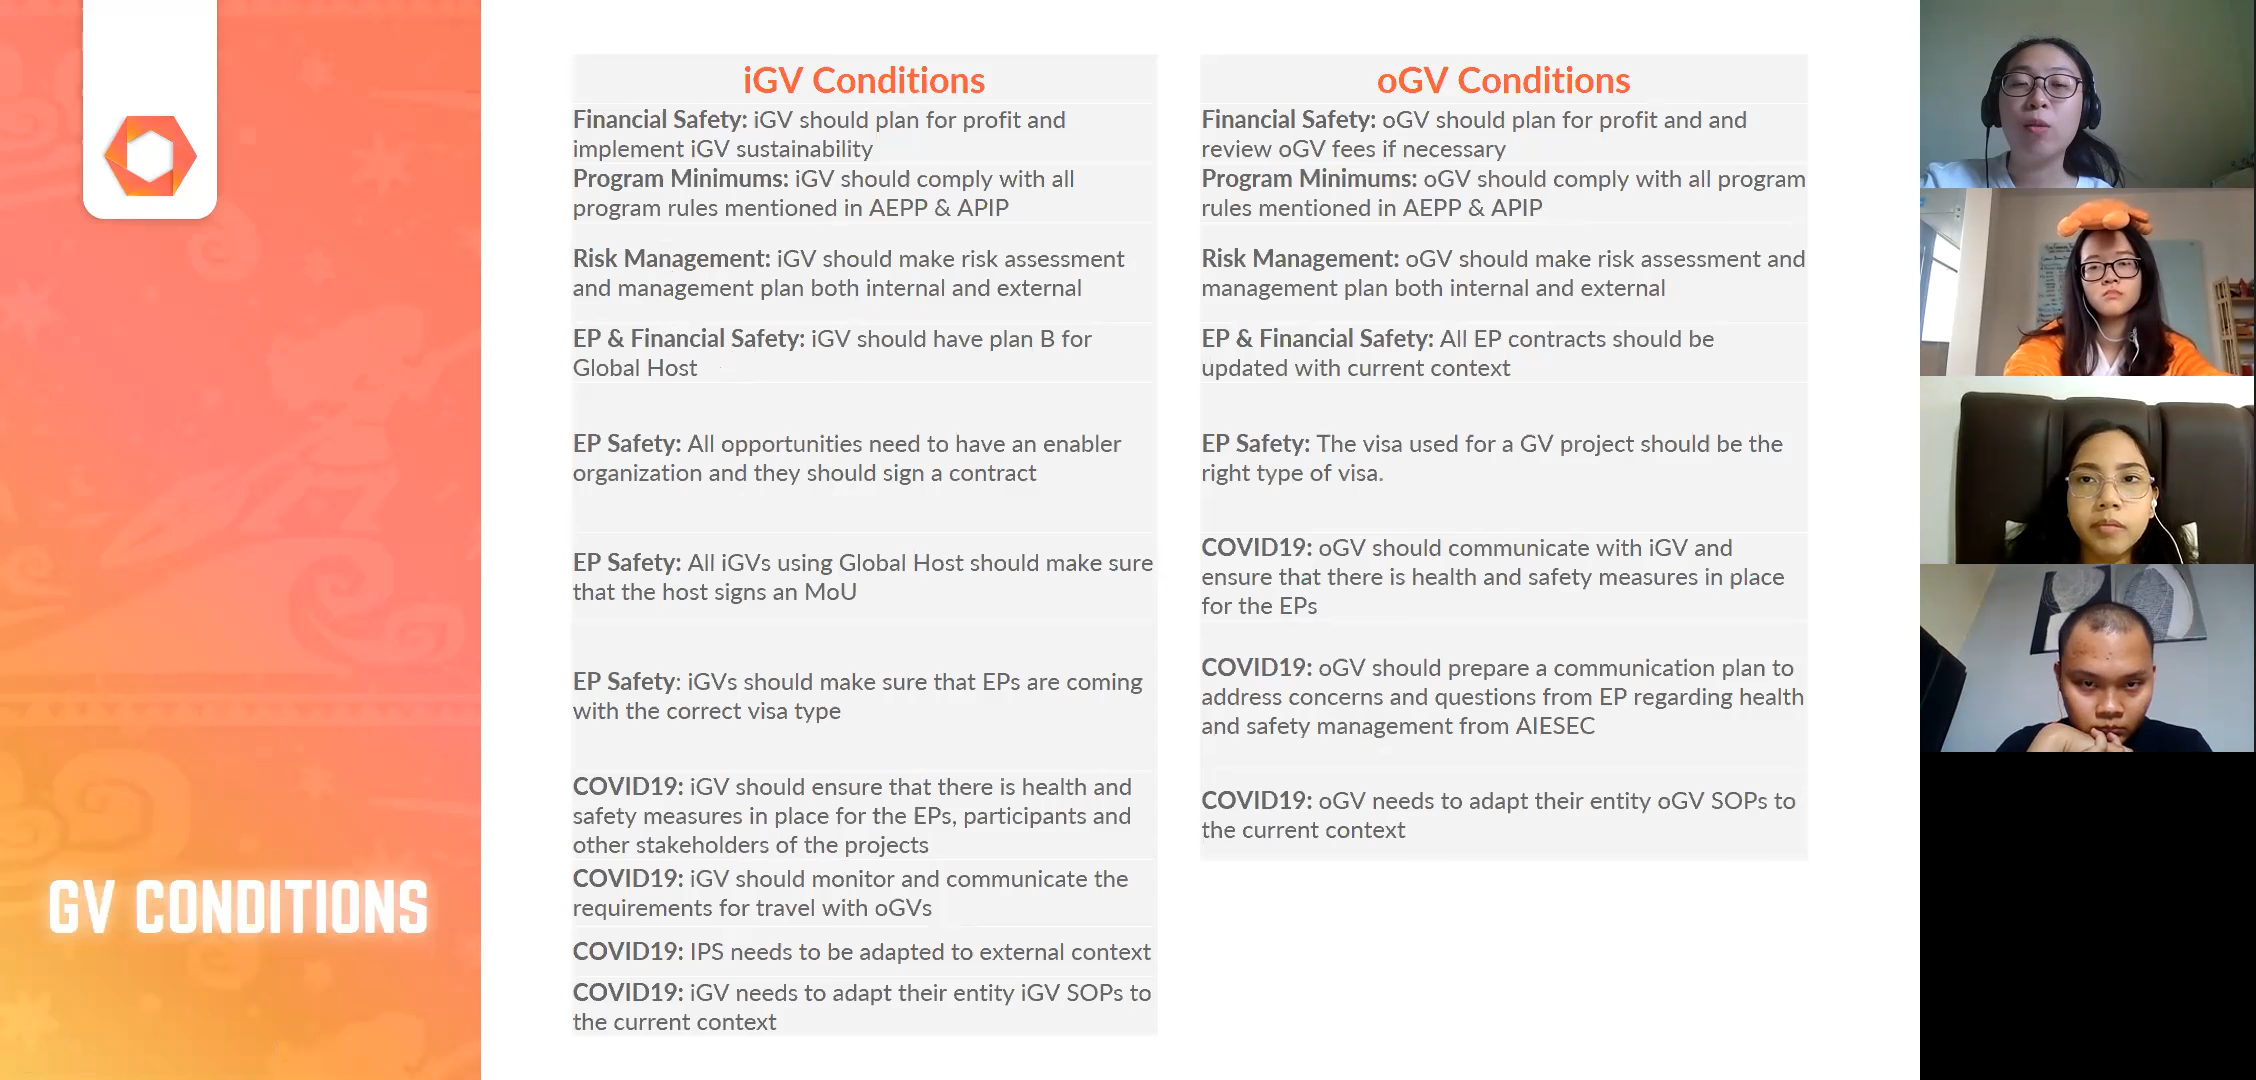 iGV Conditions
Financial Safety: iGV should plan for profit and
implement iGV sustainability
Program Minimums: iGV should comply with all
program rules mentioned in AEPP & APIP
Risk Management: iGV should make risk assessment
and management plan both internal and external
EP & Financial Safety: iGV should have plan B for
Global Host
EP Safety: All opportunities need to have an enabler
organization and they should sign a contract
EP Safety: All iGVs using Global Host should make sure
that the host signs an MoU
EP Safety: iGVs should make sure that EPs are coming
with the correct visa type
COVID19: iGV should ensure that there is health and
safety measures in place for the EPs, participants and
other stakeholders of the projects
COVID19: iGV should monitor and communicate the
requirements for travel with oGVs
COVID19: IPS needs to be adapted to external context
COVID19: iGV needs to adapt their entity iGV SOPs to
the current context
oGV Conditions
Financial Safety: oGV should plan for profit and and
review oGV fees if necessary
Program Minimums: oGV should comply with all program
rules mentioned in AEPP & APIP
Risk Management: oGV should make risk assessment and
management plan both internal and external
EP & Financial Safety: All EP contracts should be
updated with current context
EP Safety: The visa used for a GV project should be the
right type of visa.
COVID19: oGV should communicate with iGV and
ensure that there is health and safety measures in place
for the EPs
COVID19: oGV should prepare a communication plan to
address concerns and questions from EP regarding health
and safety management from AIESEC
COVID19: oGV needs to adapt their entity oGV SOPs to
the current context
GV CONDITIONS